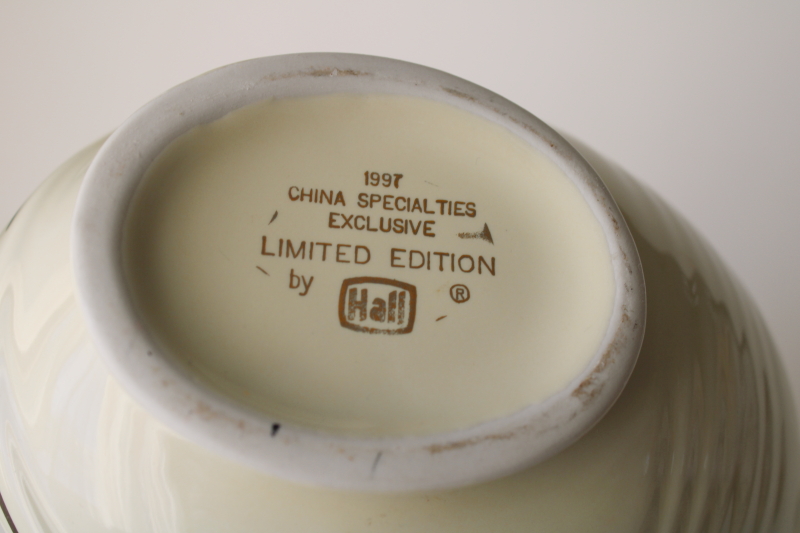 1997
CHINA SPECIALTIES
EXCLUSIVE
LIMITED EDITION
by Hall ®